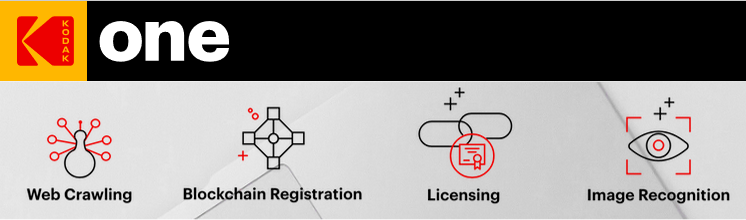 KODAK
one
Web Crawling
Blockchain Registration
Licensing
Image Recognition